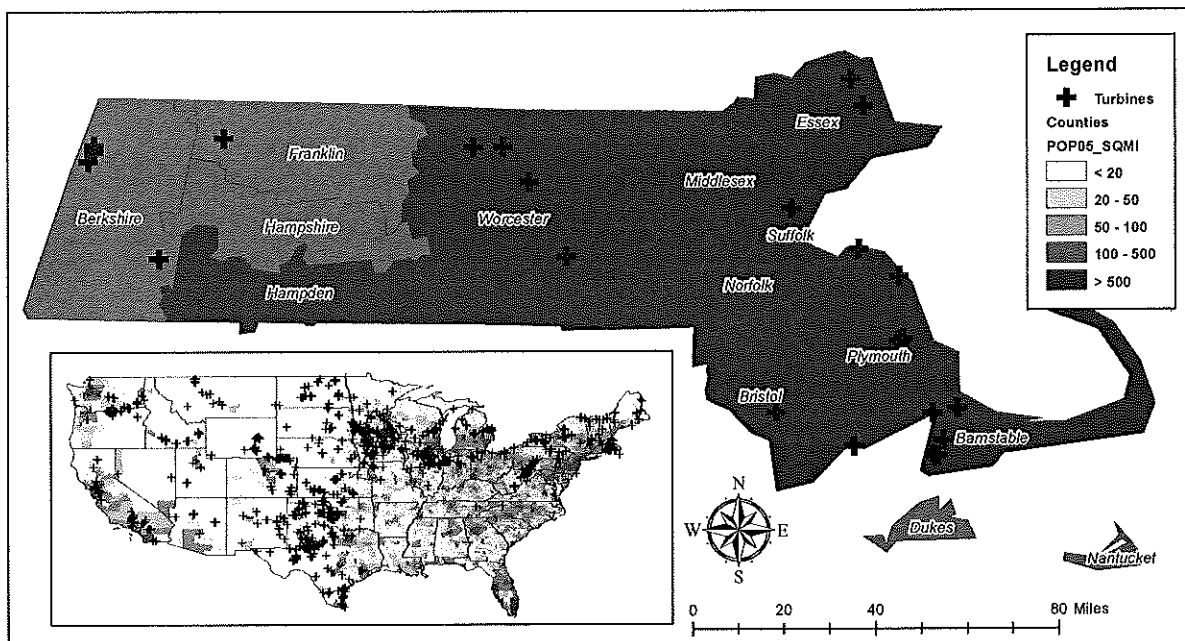 Legend
Turbines
Counties
POP05_SQMI
< 20
20 - 50
50 - 100
100 - 500
> 500
Essex
Franklin
Middlesex
Berkshire
Hampshire
Worcester
Suffolk
Hampden
Norfolk
Plymouth
Bristol
Barnstable
N
W E
S
Dukes
Nantucket
0 20 40 80 Miles